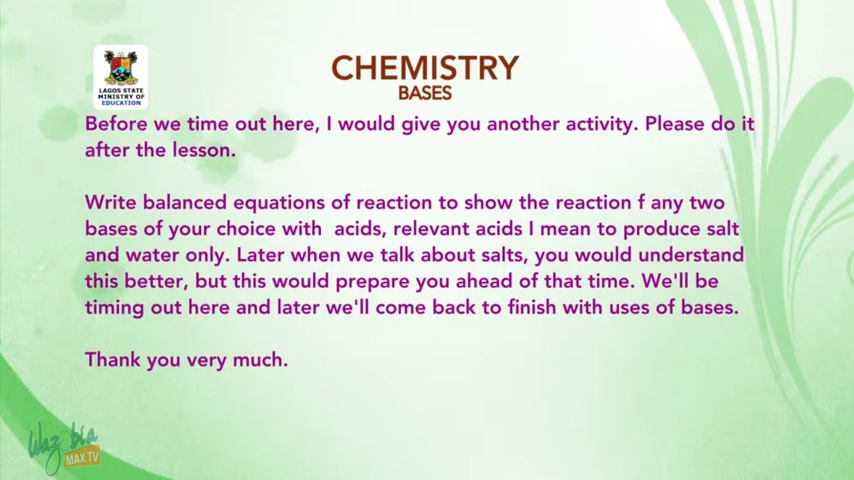 LAGOS STATE
MINISTRY OF
EDUCATION
CHEMISTRY
BASES
Before we time out here, I would give you another activity. Please do it
after the lesson.
Write balanced equations of reaction to show the reaction f any two
bases of your choice with acids, relevant acids I mean to produce salt
and water only. Later when we talk about salts, you would understand
this better, but this would prepare you ahead of that time. We'll be
timing out here and later we'll come back to finish with uses of bases.
Thank you very much.
Wazobia
MAX TV